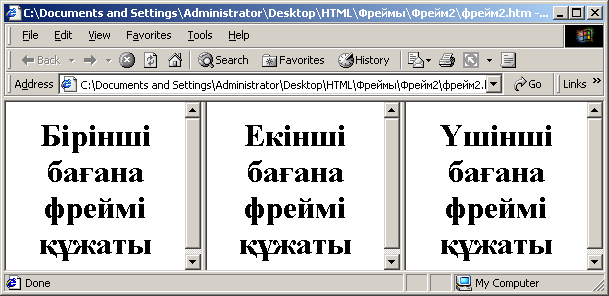 C:\Documents and Settings\Administrator\Desktop\HTML\Фреймы\Фрейм2\фрейм2.htm -...
File Edit View Favorites Tools Help
Back Search Favorites History
Address C:\Documents and Settings\Administrator\Desktop\HTML\Фреймы\Фрейм2\фрейм2.l Go Links »
Бірінші
бағана
фреймі
құжаты
Екінші
бағана
фреймі
құжаты
Үшінші
бағана
фреймі
құжаты
Done My Computer